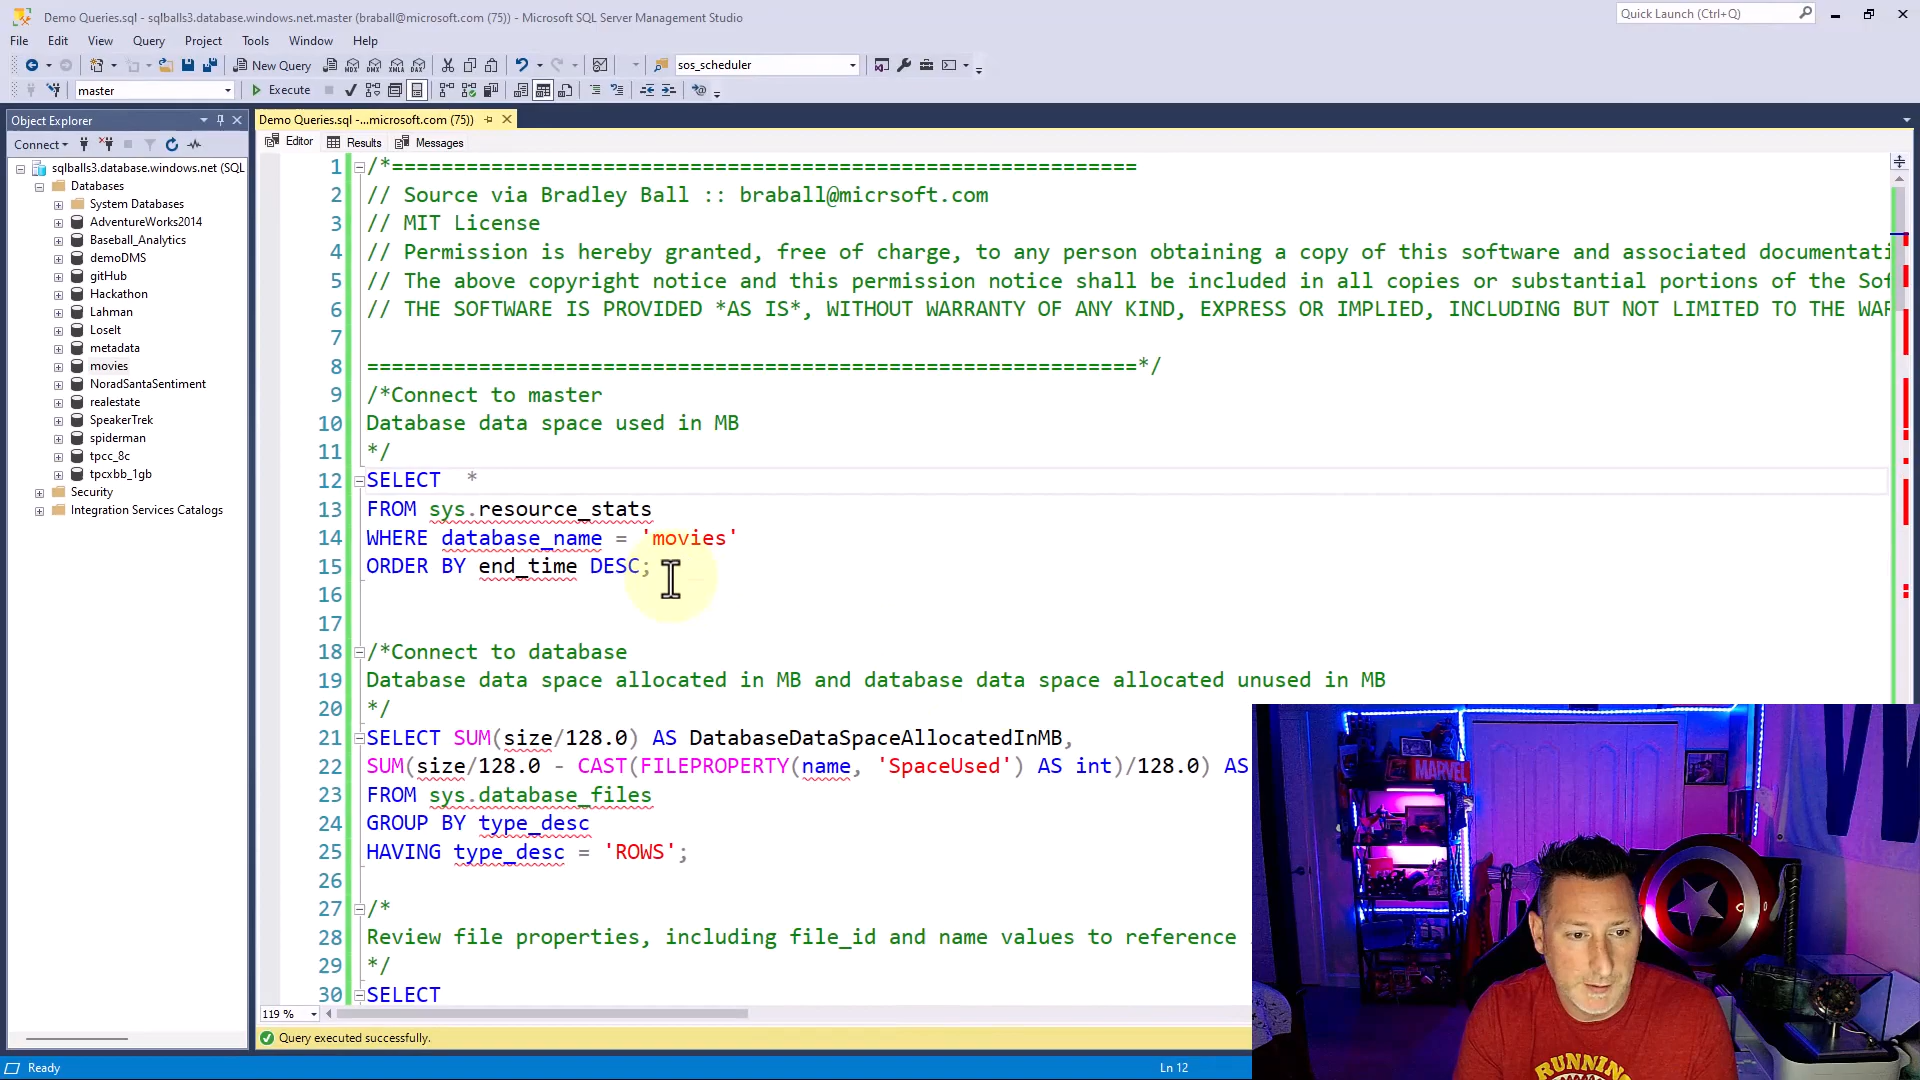 Demo Queries.sql - sqlballs3.database.windows.net.master (braball@microsoft.com (75)) - Microsoft SQL Server Management Studio
Quick Launch (Ctrl+Q)
File Edit View Query Project Tools Window Help
New Query
sos_scheduler
master
Execute
Object Explorer
Demo Queries.sql -...microsoft.com (75))
Connect
Editor Results Messages
sqlballs3.database.windows.net (SQL
Databases
System Databases
AdventureWorks2014
Baseball_Analytics
demoDMS
gitHub
Hackathon
Lahman
LoseIt
metadata
movies
NoradSantaSentiment
realestate
SpeakerTrek
spiderman
tpcc_8c
tpcxbb_1gb
Security
Integration Services Catalogs
1 /*============================================================
2 // Source via Bradley Ball :: braball@micrsoft.com
3 // MIT License
4 // Permission is hereby granted, free of charge, to any person obtaining a copy of this software and associated documentati
5 // The above copyright notice and this permission notice shall be included in all copies or substantial portions of the Sof
6 // THE SOFTWARE IS PROVIDED *AS IS*, WITHOUT WARRANTY OF ANY KIND, EXPRESS OR IMPLIED, INCLUDING BUT NOT LIMITED TO THE WAR
7
8 ==============================================================*/
9 /*Connect to master
10 Database data space used in MB
11 */
12 SELECT  *
13 FROM sys.resource_stats
14 WHERE database_name = 'movies'
15 ORDER BY end_time DESC;
16
17
18 /*Connect to database
19 Database data space allocated in MB and database data space allocated unused in MB
20 */
21 SELECT SUM(size/128.0) AS DatabaseDataSpaceAllocatedInMB,
22 SUM(size/128.0 - CAST(FILEPROPERTY(name, 'SpaceUsed') AS int)/128.0) AS
23 FROM sys.database_files
24 GROUP BY type_desc
25 HAVING type_desc = 'ROWS';
26
27 /*
28 Review file properties, including file_id and name values to reference
29 */
30 SELECT
119 %
Query executed successfully.
Ready
Ln 12
MARVEL
RUNNING